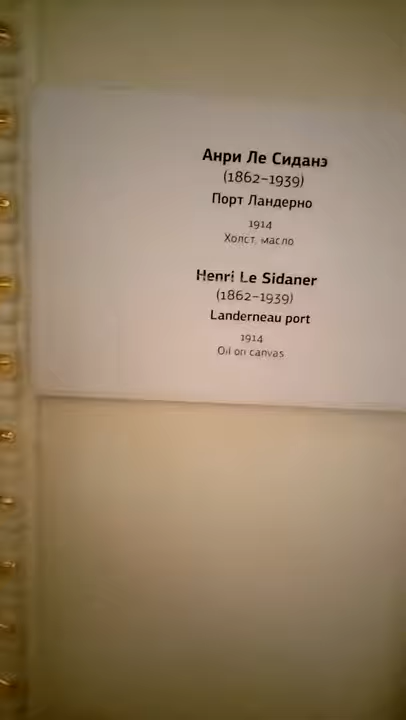 Анри Ле Сиданэ
(1862–1939)
Порт Ландерно
1914
Холст, масло
Henri Le Sidaner
(1862–1939)
Landerneau port
1914
Oil on canvas